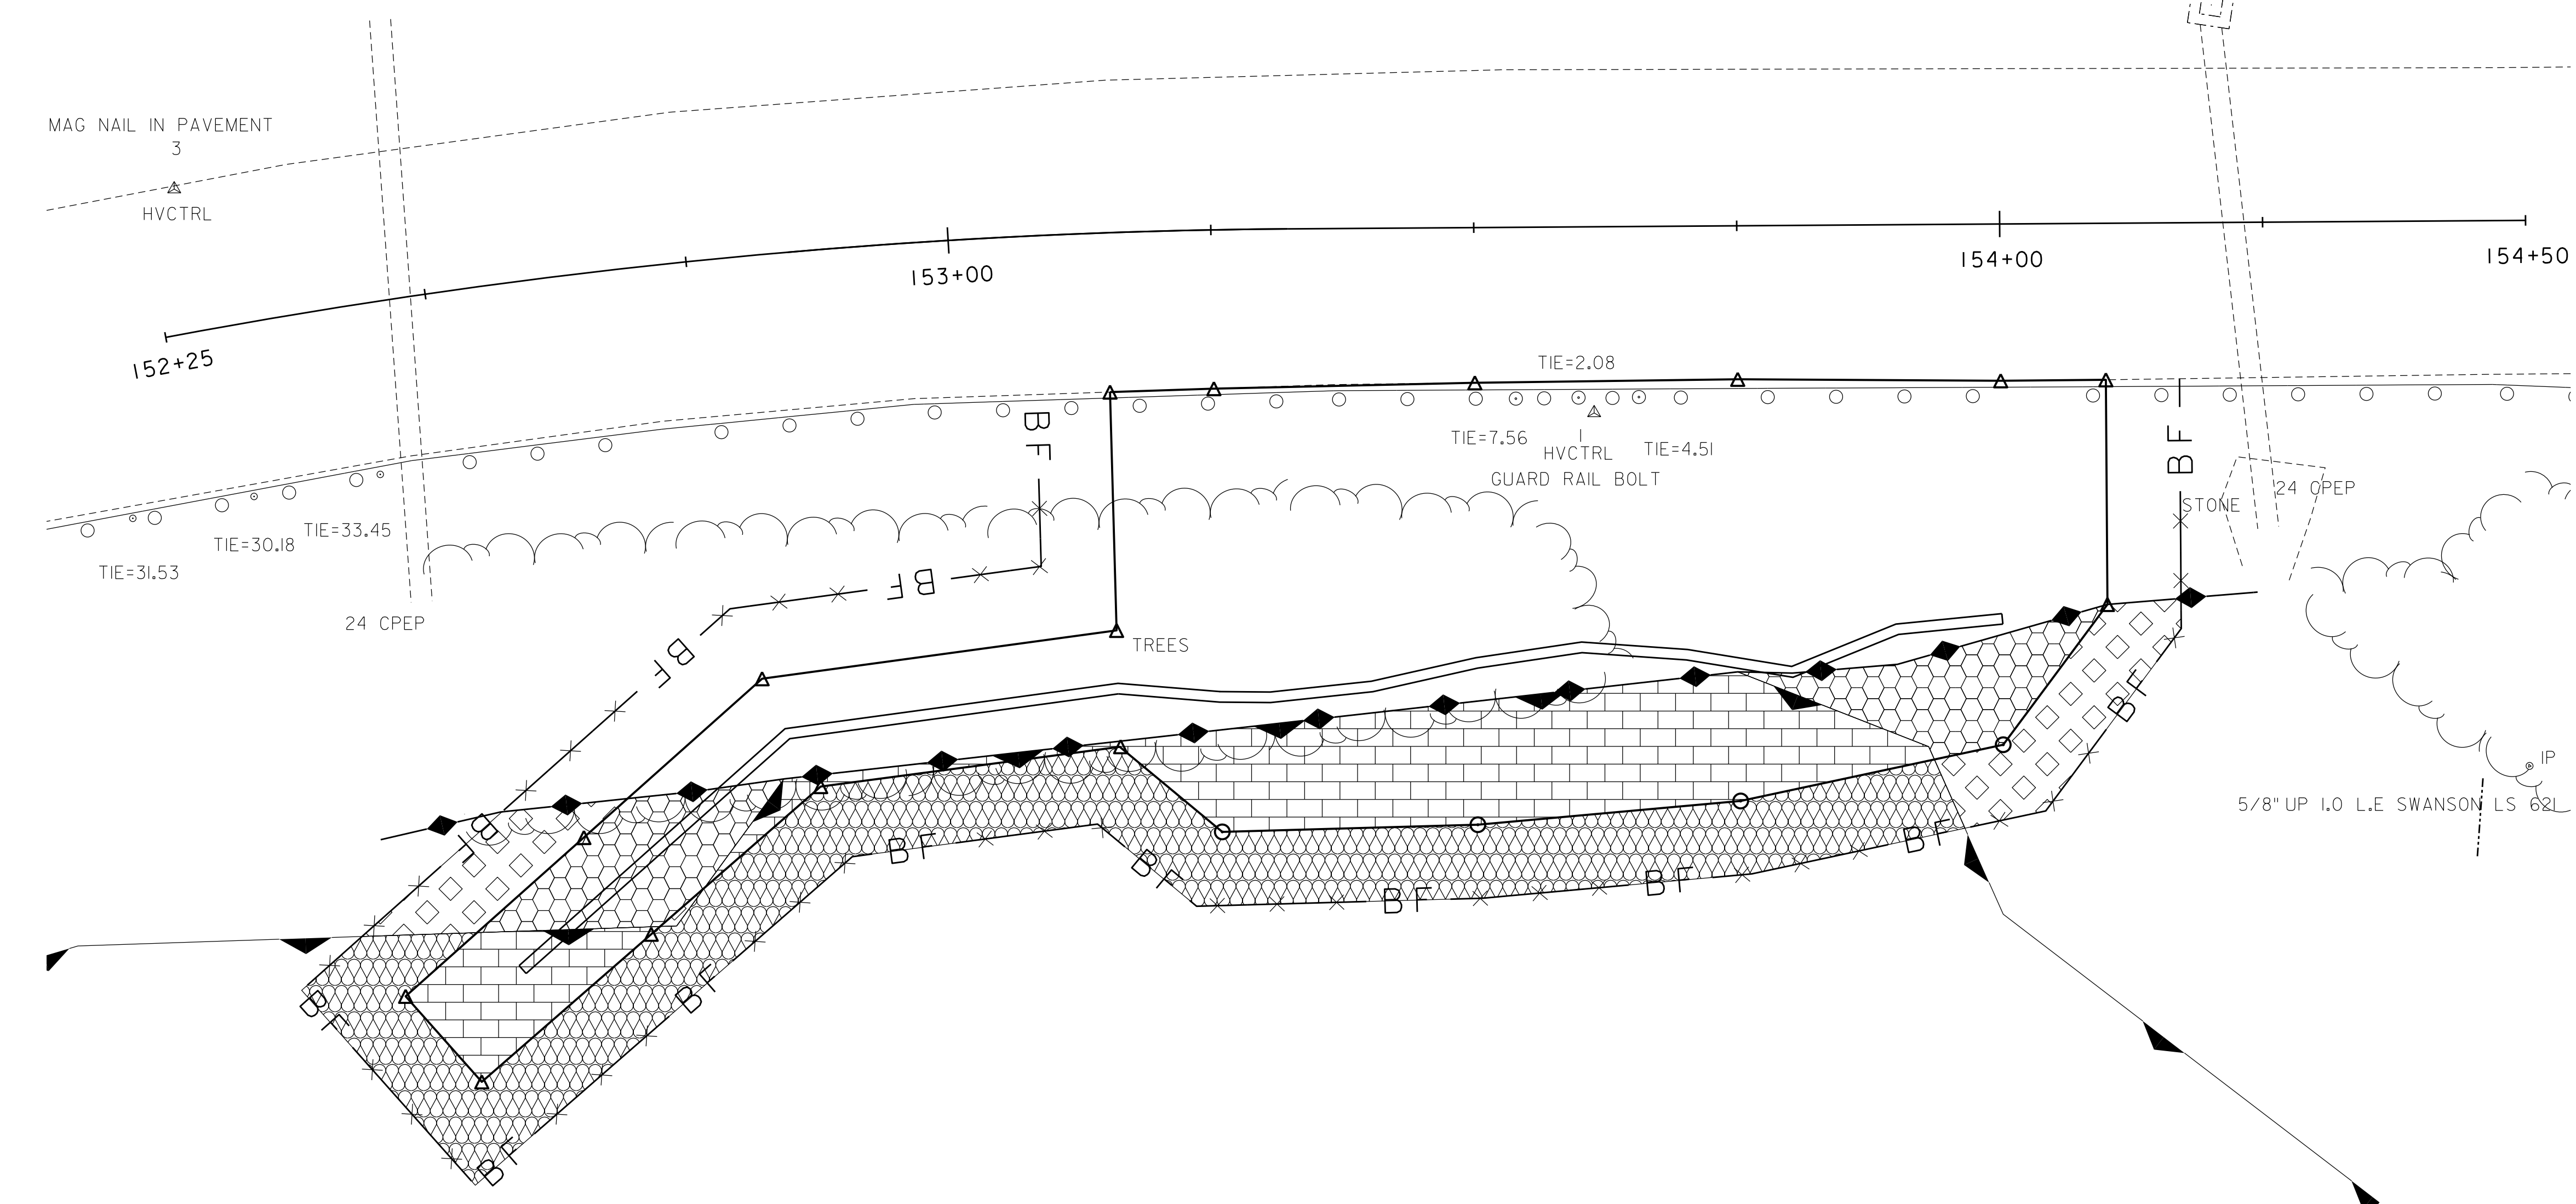 MAG NAIL IN PAVEMENT
3
HVCTRL
152+25
153+00
154+00
154+50
TIE=2.08
BF
BF
TIE=7.56
1
HVCTRL
TIE=4.51
GUARD RAIL BOLT
24 CPEP
STONE
TIE=33.45
TIE=30.18
TIE=31.53
24 CPEP
BF
BF
TREES
BF
IP
5/8" UP 1.0 L.E SWANSON LS 621
BF
BF
BF
BF
BF
BF
BF
BF
BF